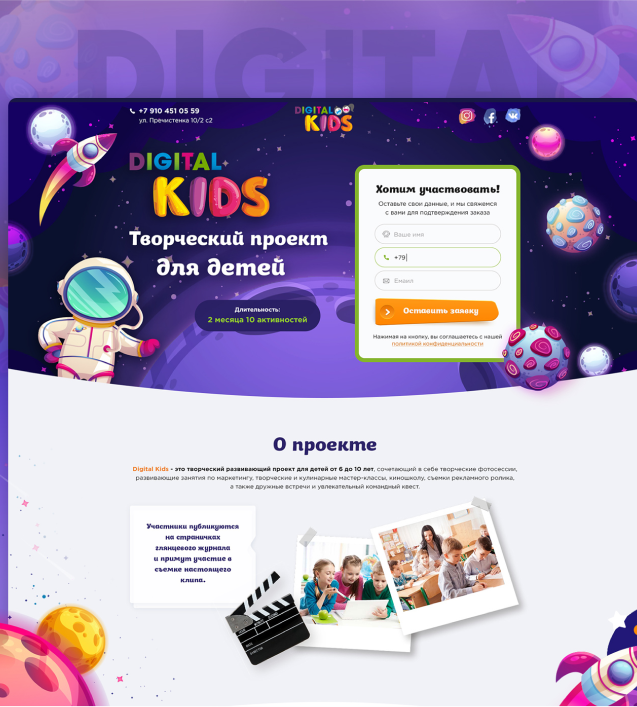 DIGITAL
+7 910 451 05 59
ул. Пречистенка 10/2 с2
DIGITAL
KIDS
DIGITAL
KIDS
Творческий проект
для детей
Длительность:
2 месяца 10 активностей
Хотим участвовать!
Оставьте свои данные, и мы свяжемся
с вами для подтверждения заказа
Ваше имя
+79
Емаил
Оставить заявку
Нажимая на кнопку, вы соглашаетесь с нашей
политикой конфиденциальности
О проекте
Digital Kids - это творческий развивающий проект для детей от 6 до 10 лет, сочетающий в себе творческие фотосессии,
развивающие занятия по маркетингу, творческие и кулинарные мастер-классы, киношколу, съемки рекламного ролика,
а также дружные встречи и увлекательный командный квест.
Участники публикуются
на страничках
глянцевого журнала
и примут участие в
съемке настоящего
клипа.